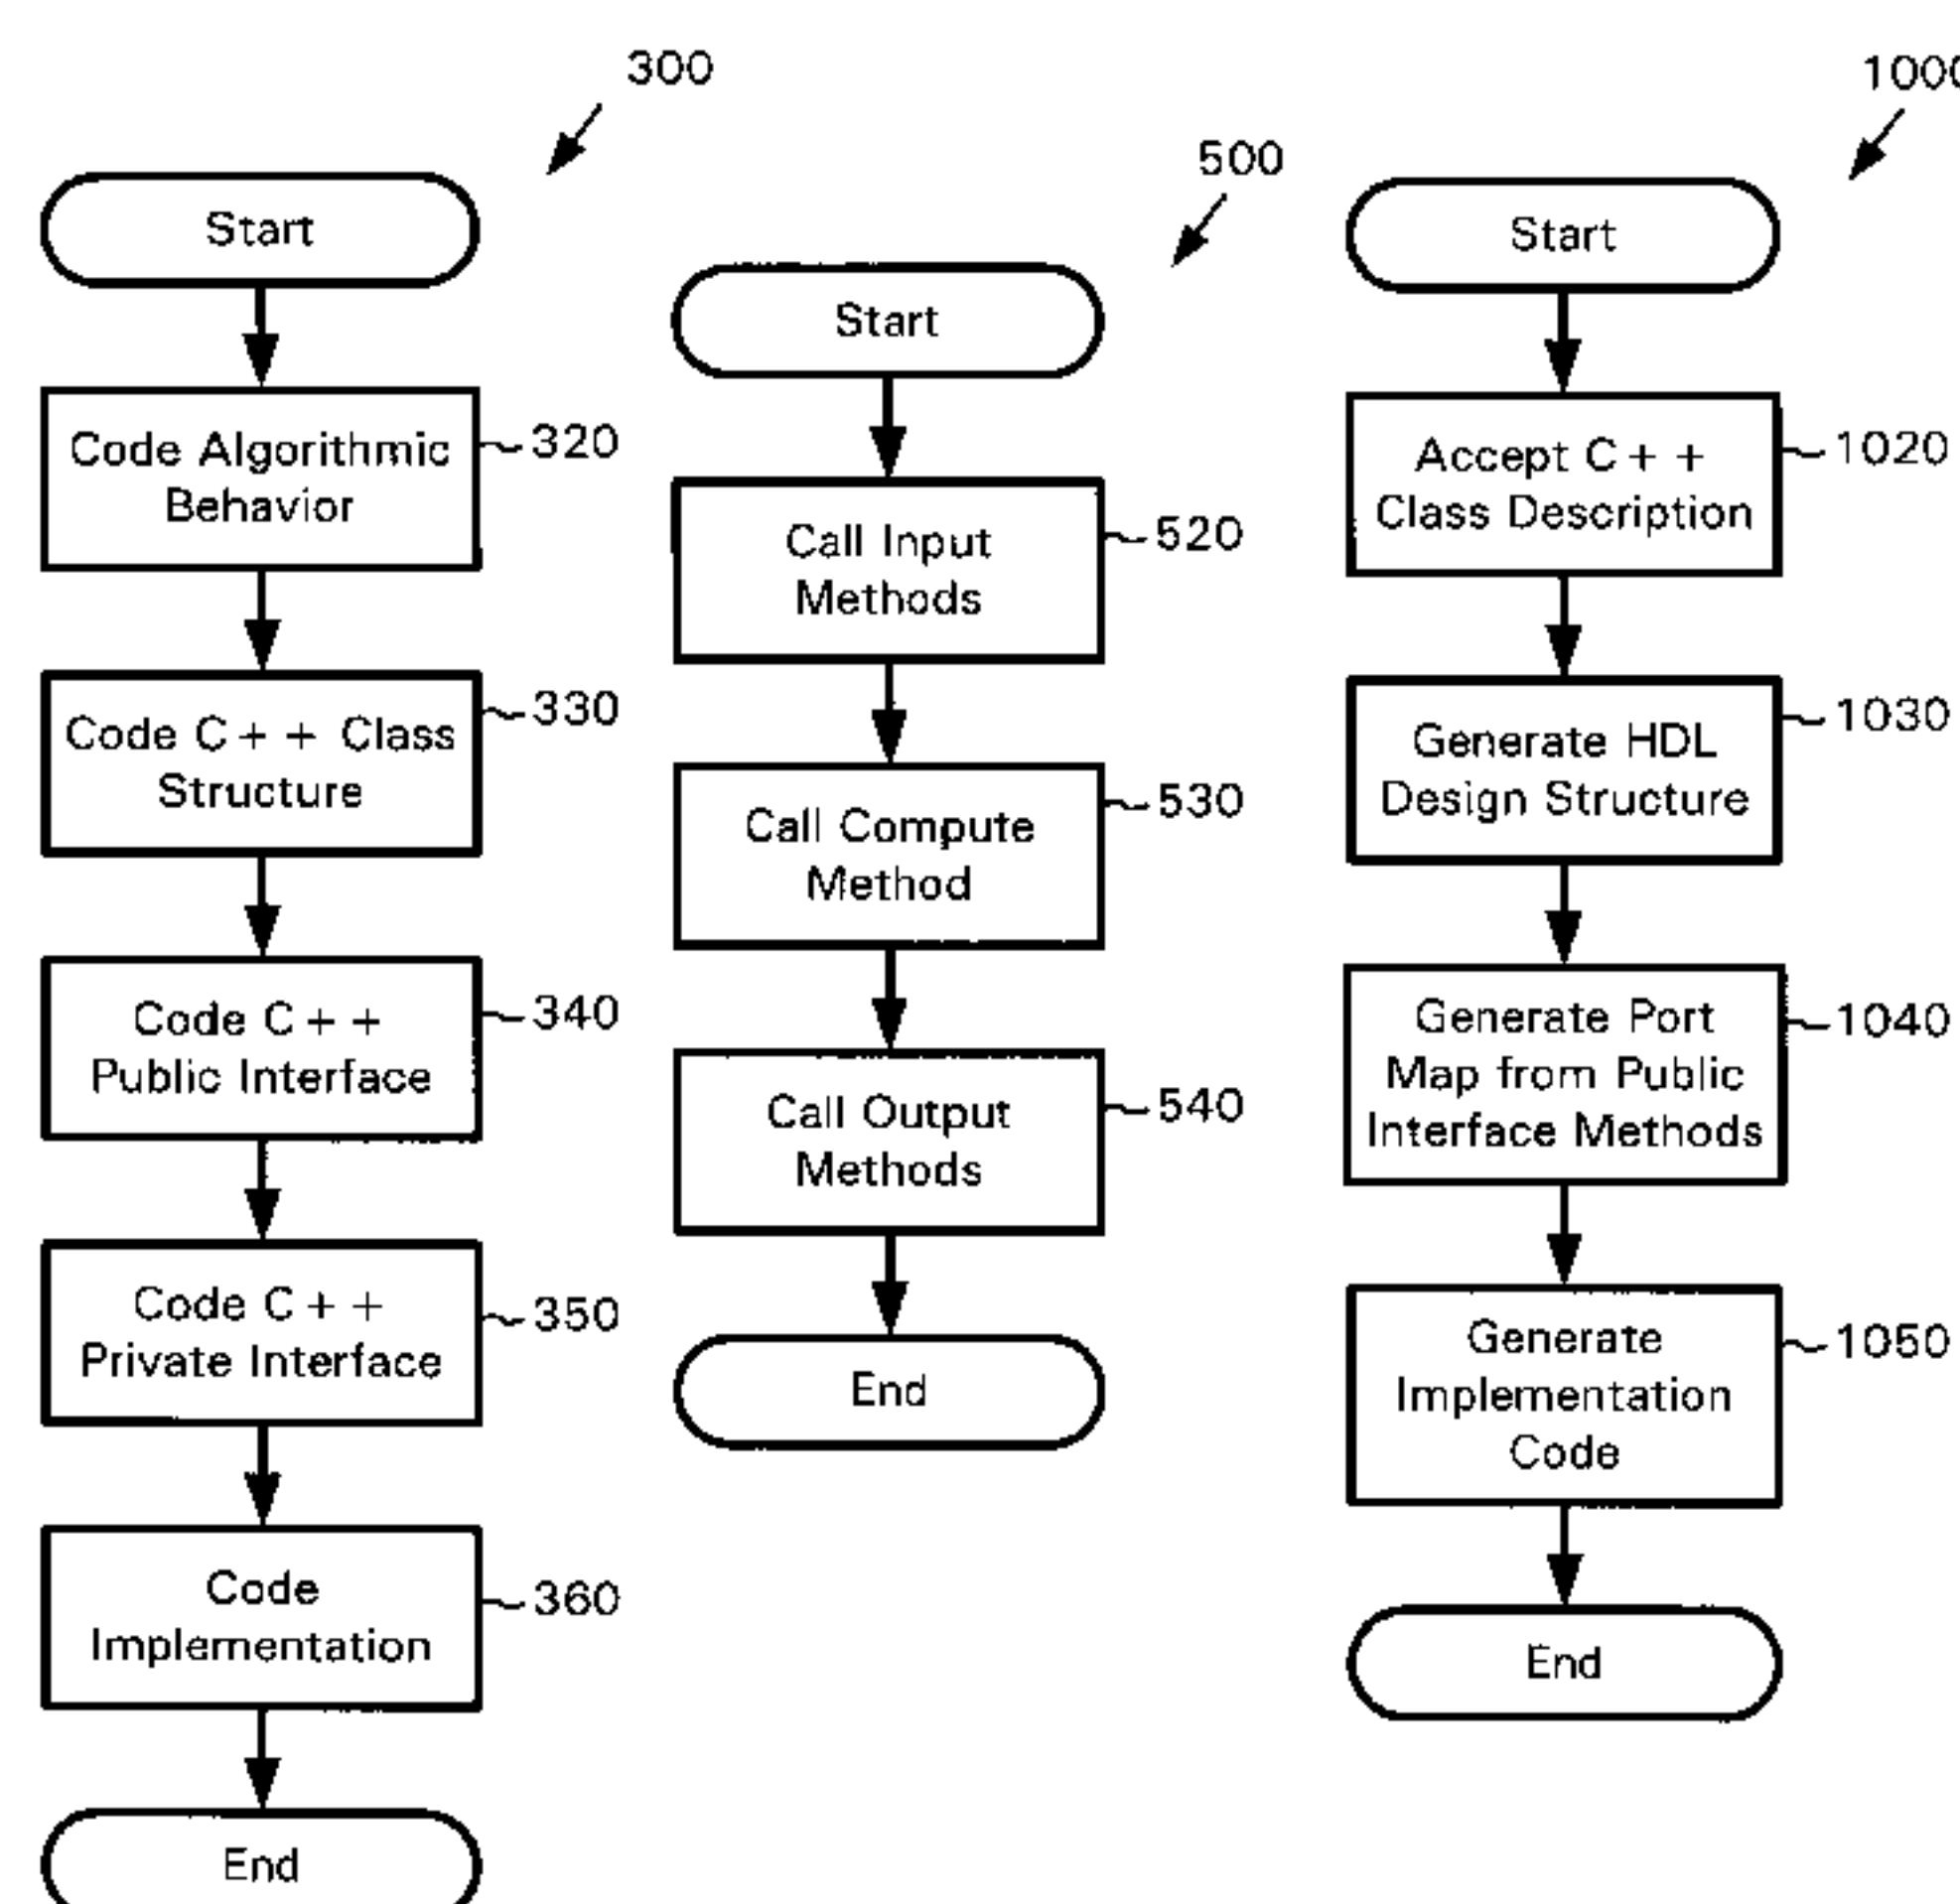 300
Start
Code Algorithmic
Behavior
320
Code C++ Class
Structure
330
Code C++
Public Interface
340
Code C++
Private Interface
350
Code
Implementation
360
End
500
Start
Call Input
Methods
520
Call Compute
Method
530
Call Output
Methods
540
End
1000
Start
Accept C++
Class Description
1020
Generate HDL
Design Structure
1030
Generate Port
Map from Public
Interface Methods
1040
Generate
Implementation
Code
1050
End